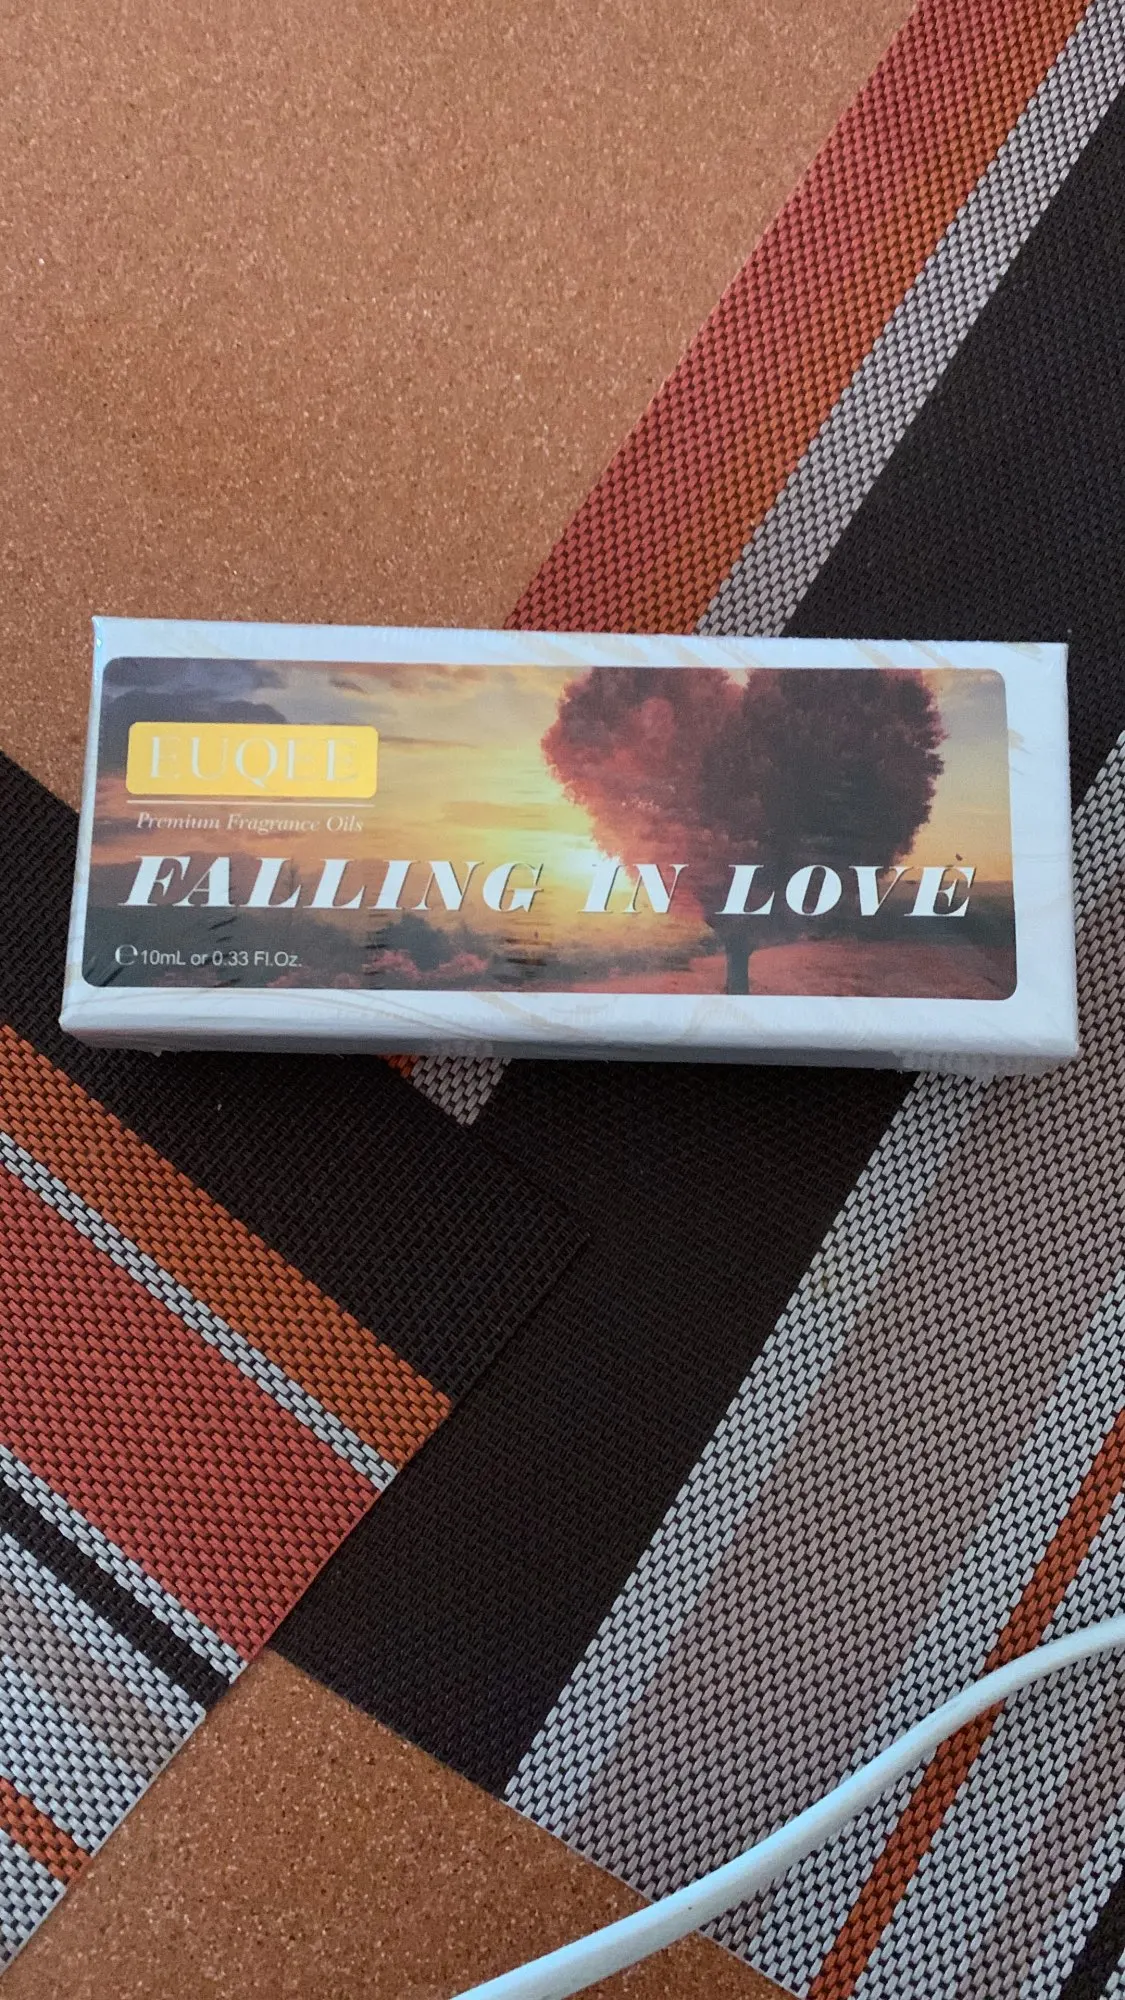 EUQEE
Premium Fragrance Oils
FALLING IN LOVE
℮10mL or 0.33 Fl.Oz.